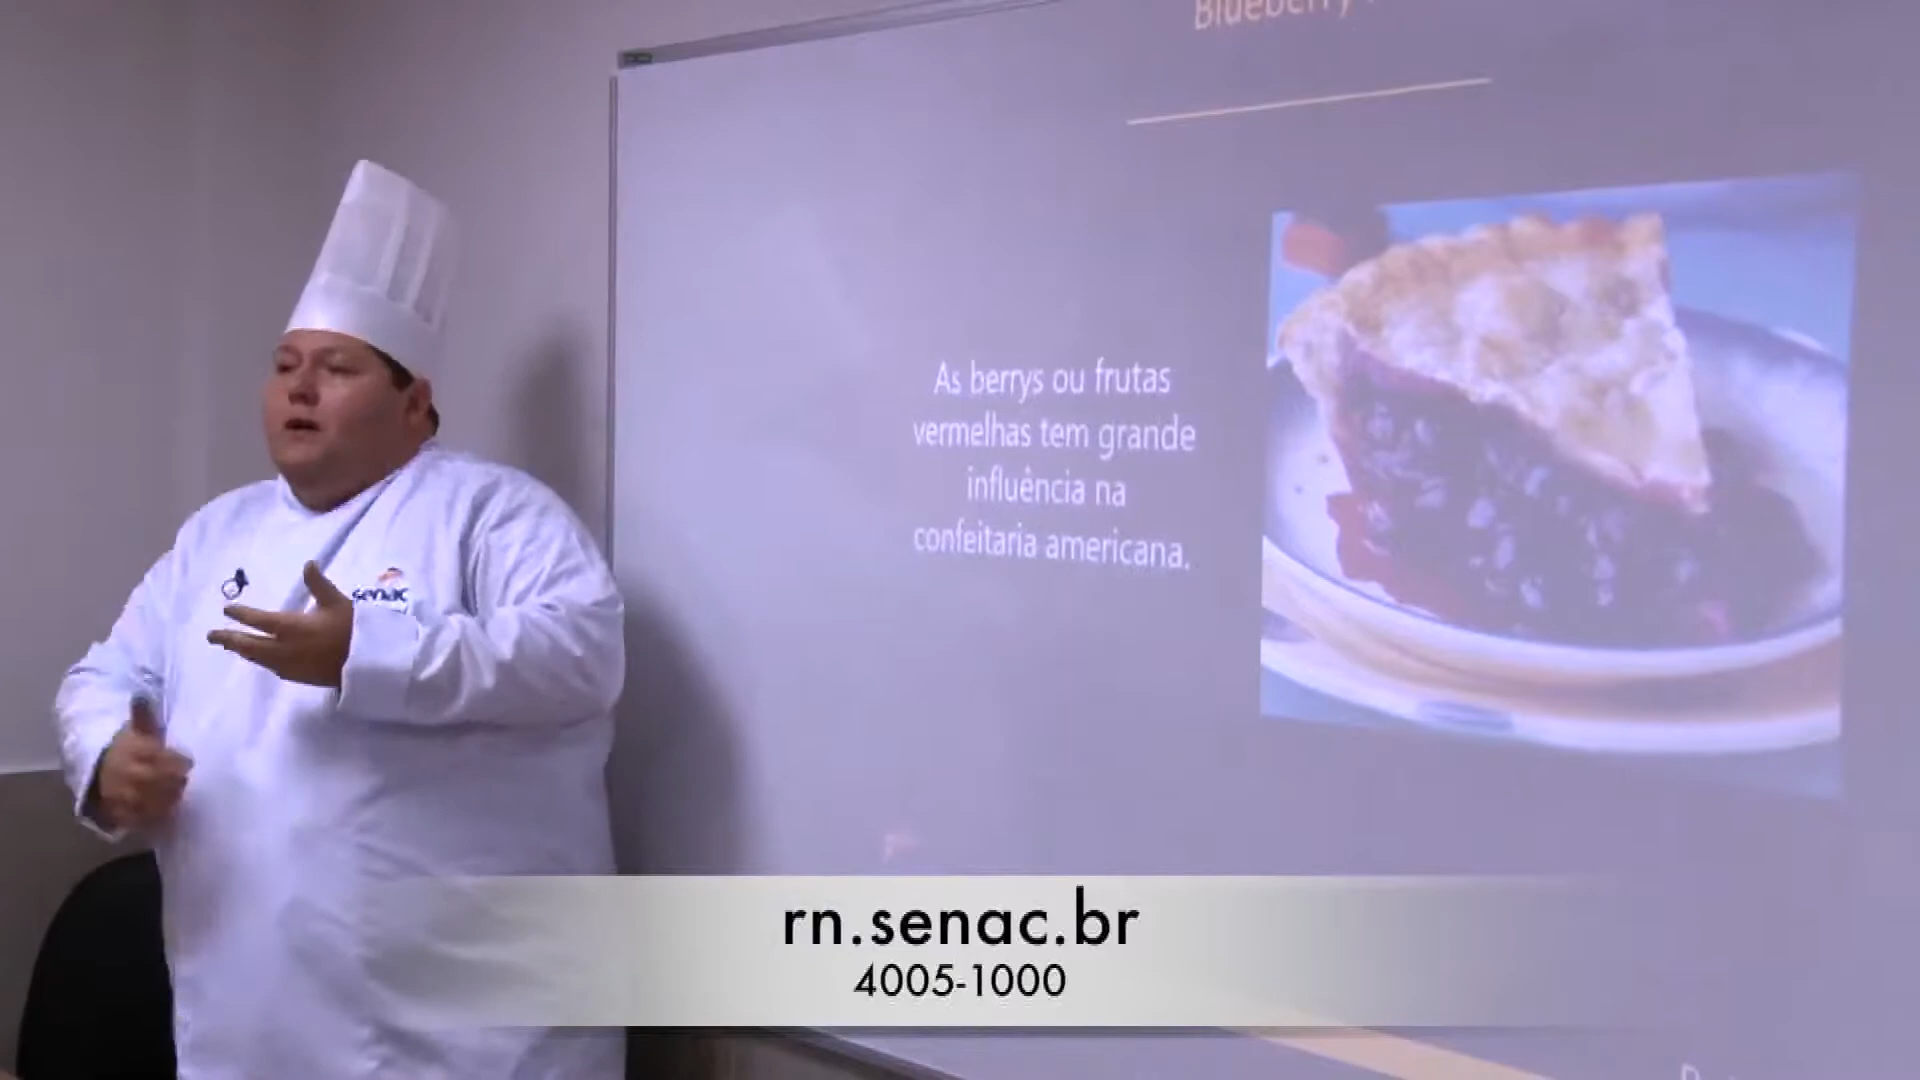 Blueberry
As berrys ou frutas
vermelhas tem grande
influência na
confeitaria americana.
senac
rn.senac.br
4005-1000